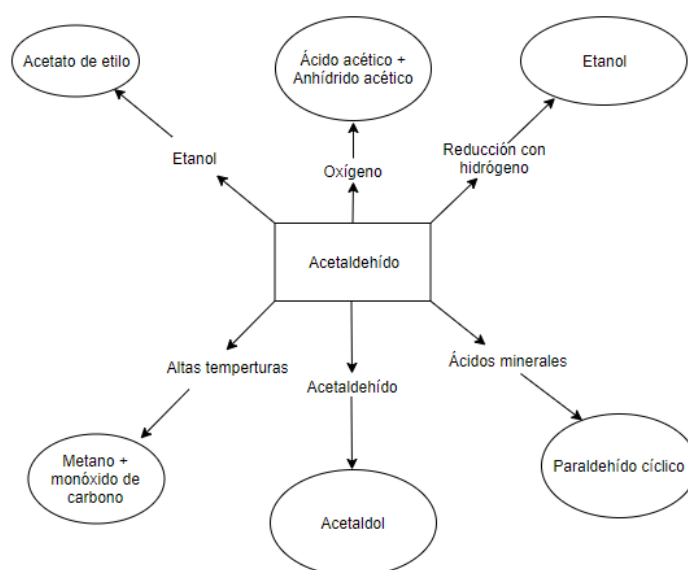 Acetato de etilo
Ácido acético +
Anhídrido acético
Etanol
Etanol
Oxígeno
Reducción con
hidrógeno
Acetaldehído
Altas temperturas
Acetaldehído
Ácidos minerales
Metano +
monóxido de
carbono
Acetaldol
Paraldehído cíclico